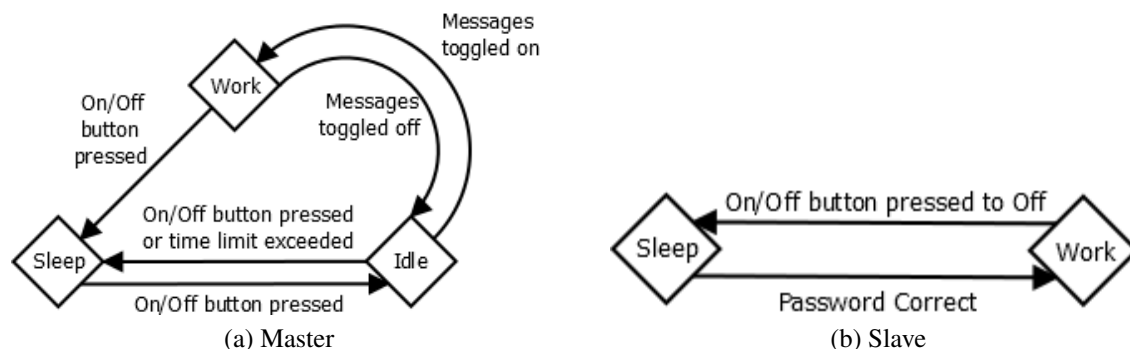 Messages
toggled on
Work
On/Off
button
pressed
Messages
toggled off
On/Off button pressed
or time limit exceeded
Sleep
Idle
On/Off button pressed
(a) Master
On/Off button pressed to Off
Sleep
Work
Password Correct
(b) Slave